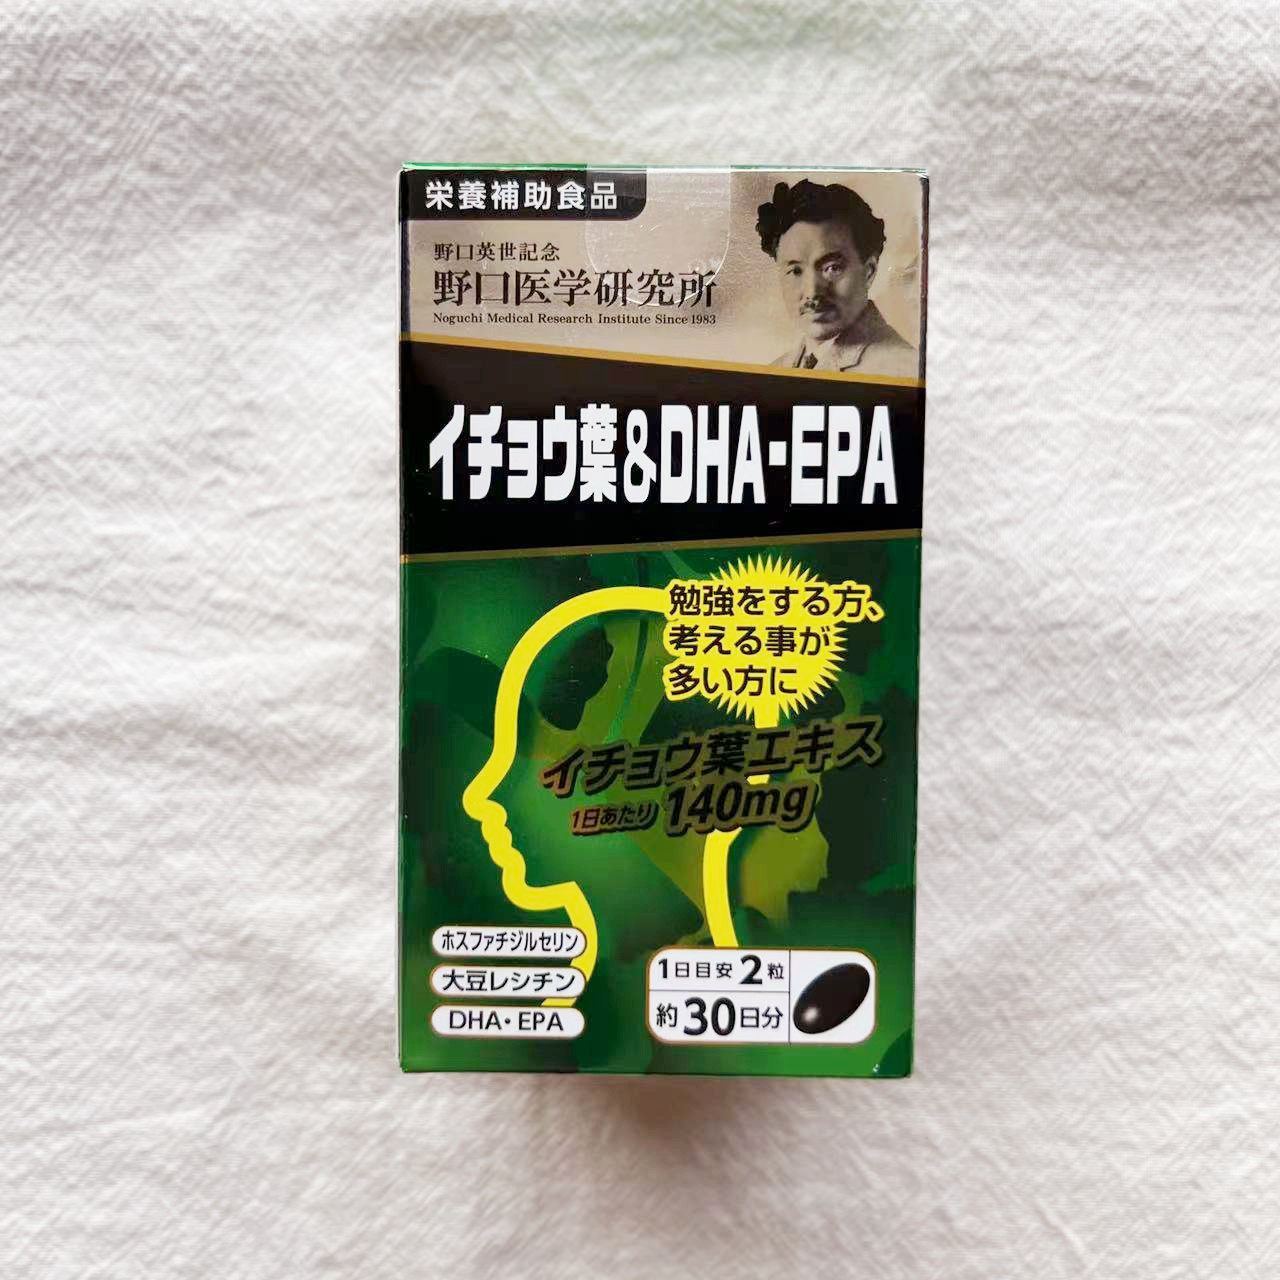 栄養補助食品
野口英世記念
野口医学研究所
Noguchi Medical Research Institute Since 1983
イチョウ葉&DHA・EPA
勉強をする方、
考える事が
多い方に
イチョウ葉エキス
1日あたり 140mg
ホスファチジルセリン
大豆レシチン
DHA・EPA
1日目安 2粒
約30日分